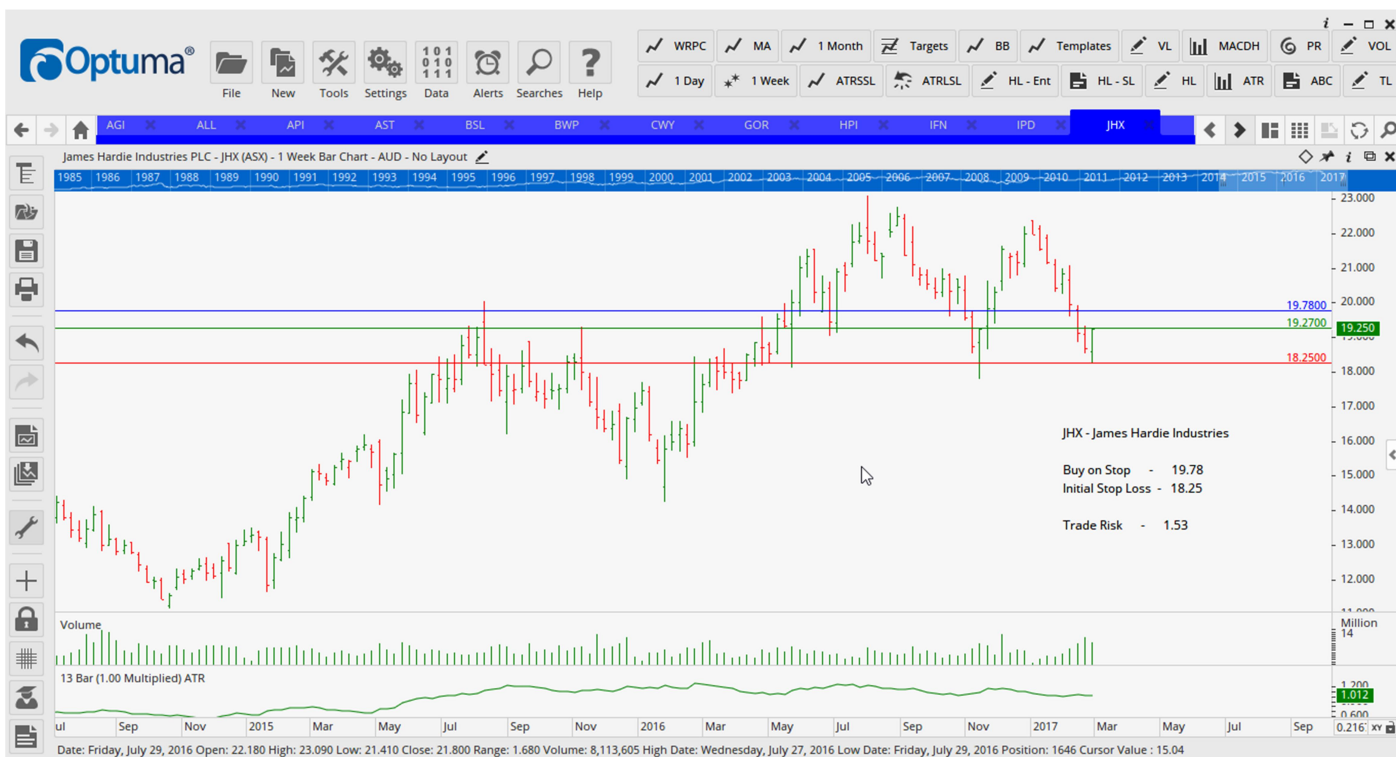 Optuma®
File New Tools Settings Data Alerts Searches Help
101
010
111
WRPC MA 1 Month Targets BB Templates VL MACDH PR VOL
1 Day 1 Week ATRSSL ATRLSL HL - Ent HL - SL HL ATR ABC TL
AGI ALL API AST BSL BWP CWY GOR HPI IFN IPD JHX
James Hardie Industries PLC - JHX (ASX) - 1 Week Bar Chart - AUD - No Layout
1985 1986 1987 1988 1989 1990 1991 1992 1993 1994 1995 1996 1997 1998 1999 2000 2001 2002 2003 2004 2005 2006 2007 2008 2009 2010 2011 2012 2013 2014 2015 2016 2017
23.000
22.000
21.000
20.000
19.7800
19.2700
19.250
19.000
18.2500
18.000
17.000
16.000
15.000
14.000
13.000
12.000
11.000
JHX - James Hardie Industries
Buy on Stop - 19.78
Initial Stop Loss - 18.25
Trade Risk - 1.53
Volume
Million
14
13 Bar (1.00 Multiplied) ATR
1.200
1.012
0.600
ul Sep Nov 2015 Mar May Jul Sep Nov 2016 Mar May Jul Sep Nov 2017 Mar May Jul Sep 0.216 XY
Date: Friday, July 29, 2016 Open: 22.180 High: 23.090 Low: 21.410 Close: 21.800 Range: 1.680 Volume: 8,113,605 High Date: Wednesday, July 27, 2016 Low Date: Friday, July 29, 2016 Position: 1646 Cursor Value : 15.04